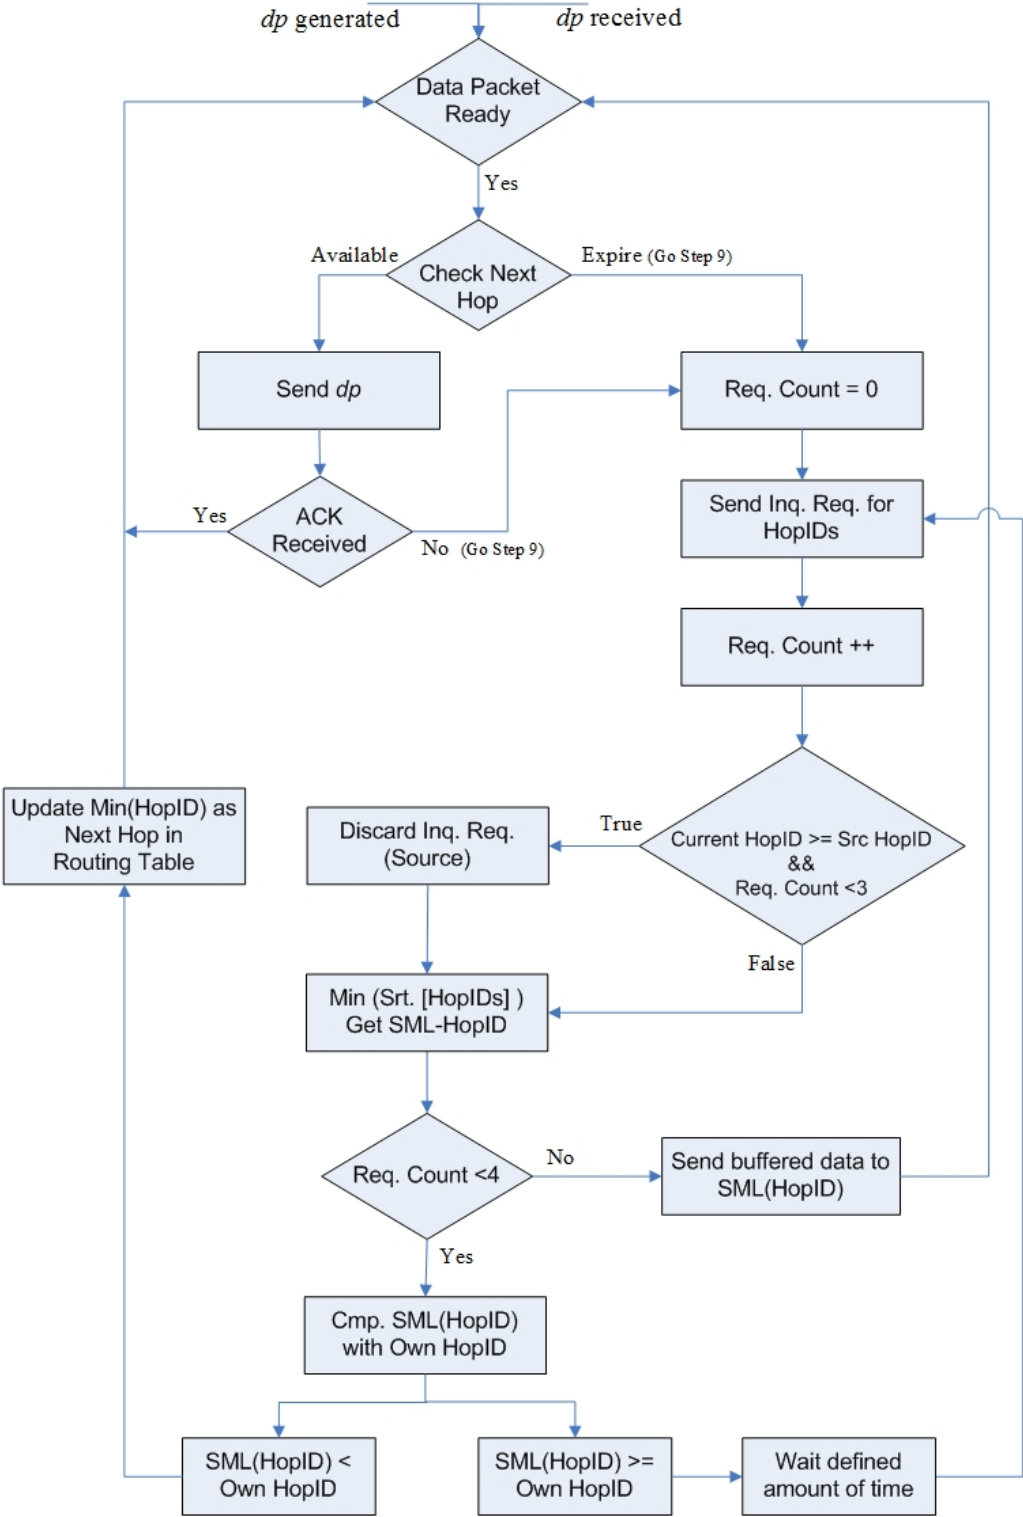 dp generated
dp received
Data Packet
Ready
Yes
Available
Expire (Go Step 9)
Check Next
Hop
Send dp
Req. Count = 0
Yes
ACK
Received
No (Go Step 9)
Send Inq. Req. for
HopIDs
Req. Count ++
Update Min(HopID) as
Next Hop in
Routing Table
Discard Inq. Req.
(Source)
True
Current HopID >= Src HopID
&&
Req. Count <3
False
Min (Srt. [HopIDs] )
Get SML-HopID
Req. Count <4
No
Send buffered data to
SML(HopID)
Yes
Cmp. SML(HopID)
with Own HopID
SML(HopID) <
Own HopID
SML(HopID) >=
Own HopID
Wait defined
amount of time